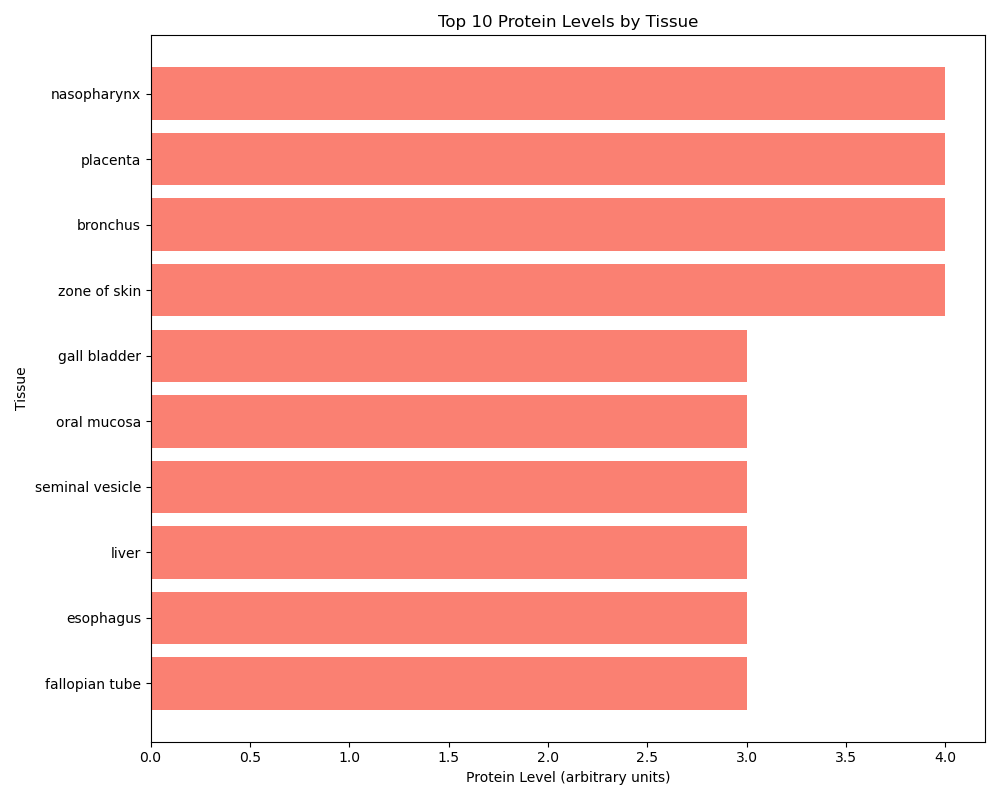 Top 10 Protein Levels by Tissue
nasopharynx
placenta
bronchus
zone of skin
gall bladder
oral mucosa
seminal vesicle
liver
esophagus
fallopian tube
Tissue
0.0 0.5 1.0 1.5 2.0 2.5 3.0 3.5 4.0
Protein Level (arbitrary units)